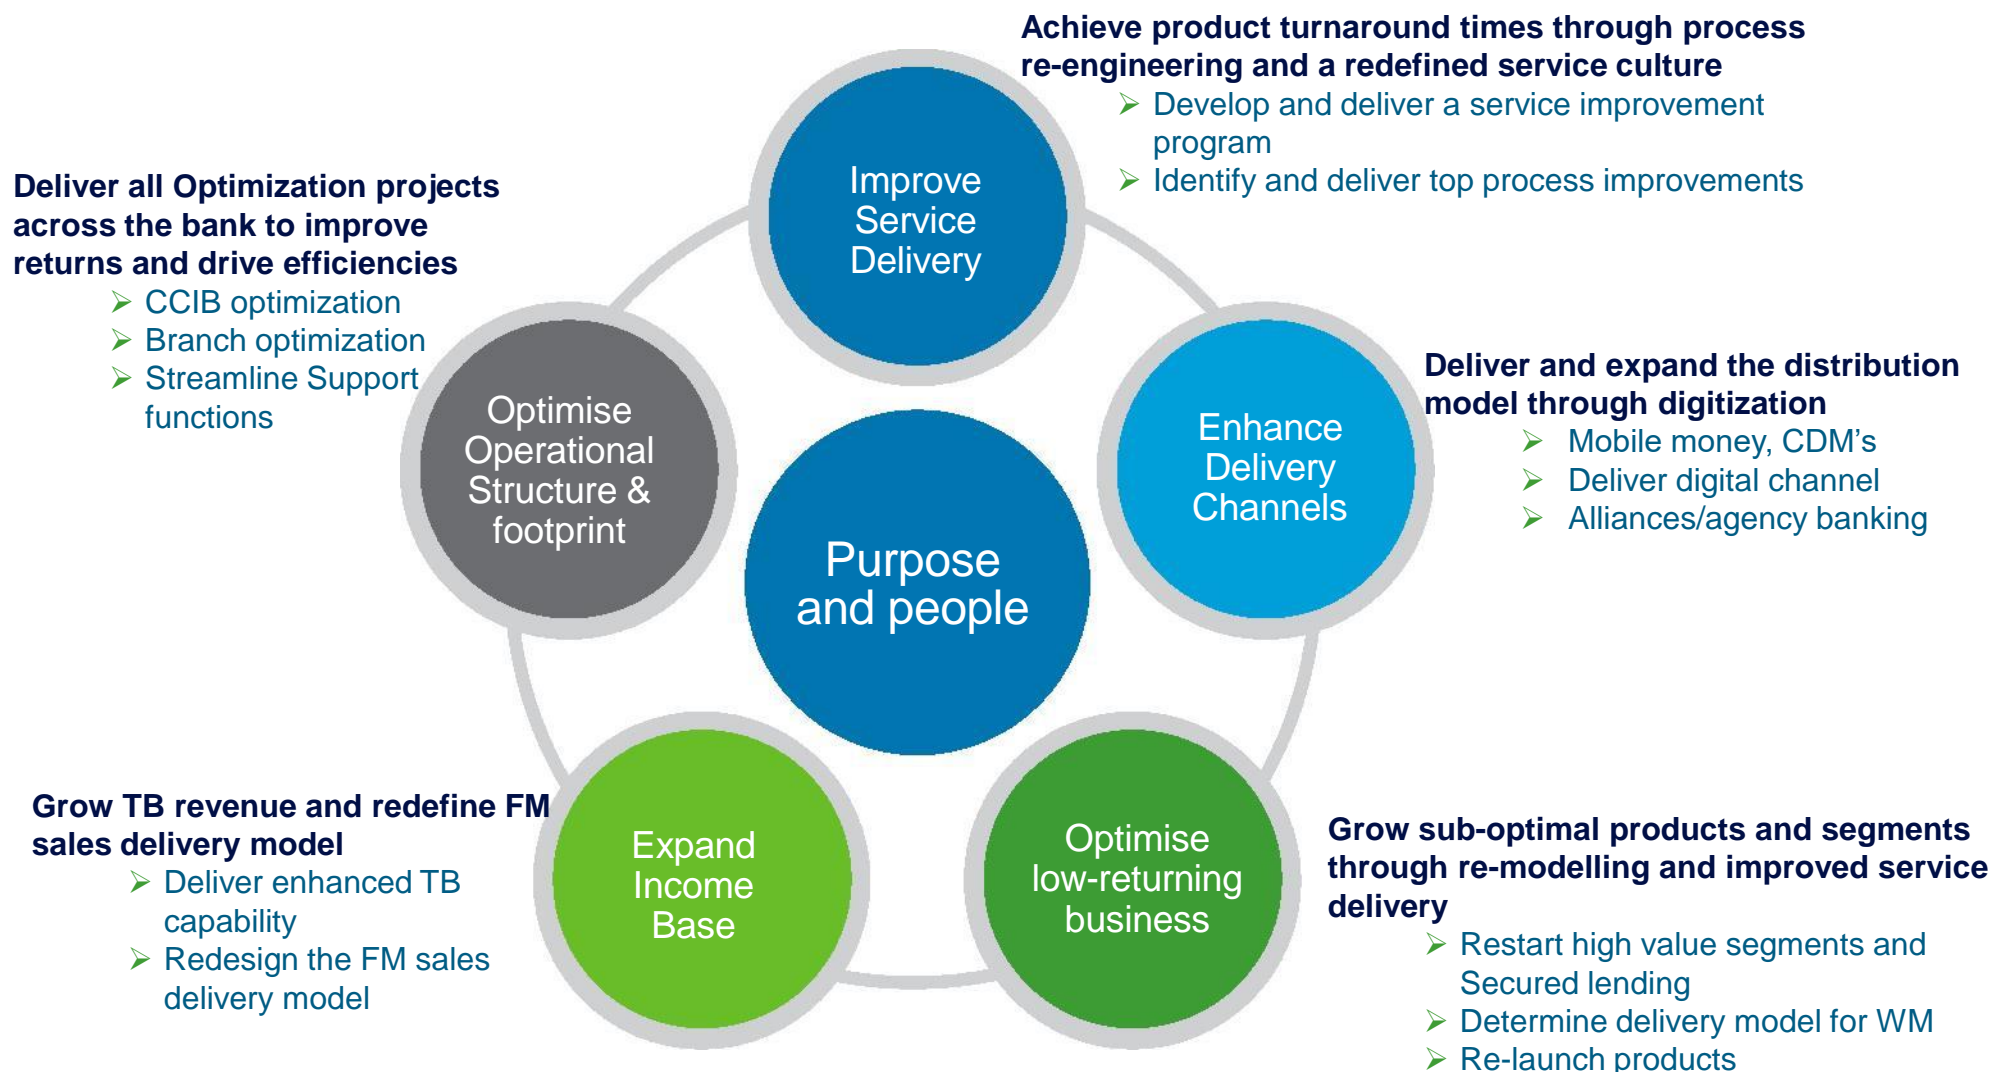 Achieve product turnaround times through process
re-engineering and a redefined service culture
➢ Develop and deliver a service improvement
program
➢ Identify and deliver top process improvements
Improve
Service
Delivery
Deliver all Optimization projects
across the bank to improve
returns and drive efficiencies
➢ CCIB optimization
➢ Branch optimization
➢ Streamline Support
functions
Optimise
Operational
Structure &
footprint
Enhance
Delivery
Channels
Deliver and expand the distribution
model through digitization
➢ Mobile money, CDM's
➢ Deliver digital channel
➢ Alliances/agency banking
Purpose
and people
Grow TB revenue and redefine FM
sales delivery model
➢ Deliver enhanced TB
capability
➢ Redesign the FM sales
delivery model
Expand
Income
Base
Optimise
low-returning
business
Grow sub-optimal products and segments
through re-modelling and improved service
delivery
➢ Restart high value segments and
Secured lending
➢ Determine delivery model for WM
➢ Re-launch products